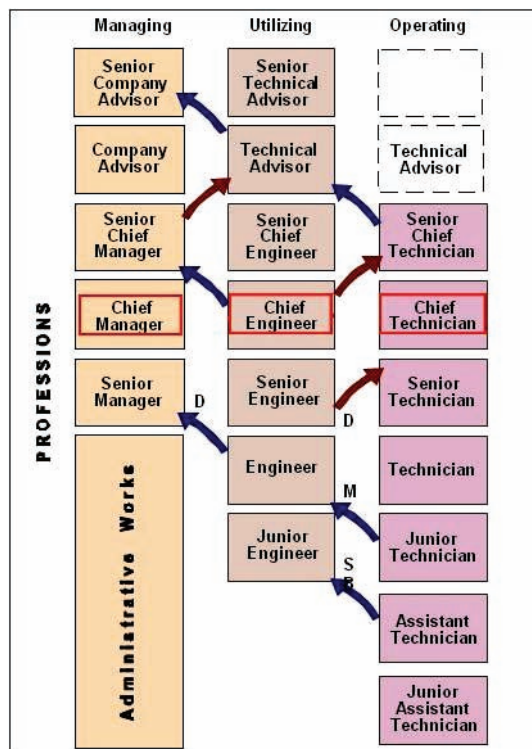 Managing Utilizing Operating
Senior
Company
Advisor
Senior
Technical
Advisor
Company
Advisor
Technical
Advisor
Technical
Advisor
Senior
Chief
Manager
Senior
Chief
Engineer
Senior
Chief
Technician
Chief
Manager
Chief
Engineer
Chief
Technician
Senior
Manager
D
Senior
Engineer
D
Senior
Technician
Engineer
M
Technician
Junior
Engineer
S
B
Junior
Technician
Assistant
Technician
Junior
Assistant
Technician
PROFESSIONS
Administrative Works